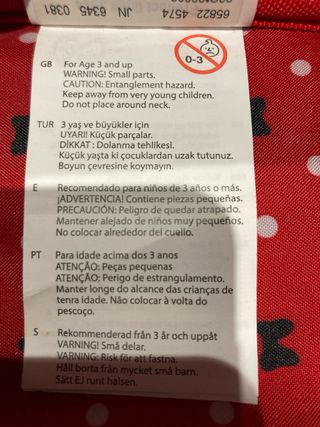 65822 4574 JN 6345 0381
0-3
GB For Age 3 and up
WARNING! Small parts.
CAUTION: Entanglement hazard.
Keep away from very young children.
Do not place around neck.
TUR 3 yaş ve büyükler için
UYARI! Küçük parçalar.
DİKKAT : Dolanma tehlikesi.
Küçük yaşta ki çocuklardan uzak tutunuz.
Boyun çevresine koymayın.
E Recomendado para niños de 3 años o más.
¡ADVERTENCIA! Contiene piezas pequeñas.
PRECAUCIÓN: Peligro de quedar atrapado.
Mantener alejado de niños muy pequeños.
No colocar alrededor del cuello.
PT Para idade acima dos 3 anos
ATENÇÃO: Peças pequenas
ATENÇÃO: Perigo de estrangulamento.
Manter longe do alcance das crianças de
tenra idade. Não colocar à volta do
pescoço.
S Rekommenderad från 3 år och uppåt
VARNING! Små delar.
VARNING: Risk för att fastna.
Håll borta från mycket små barn.
Sätt EJ runt halsen.